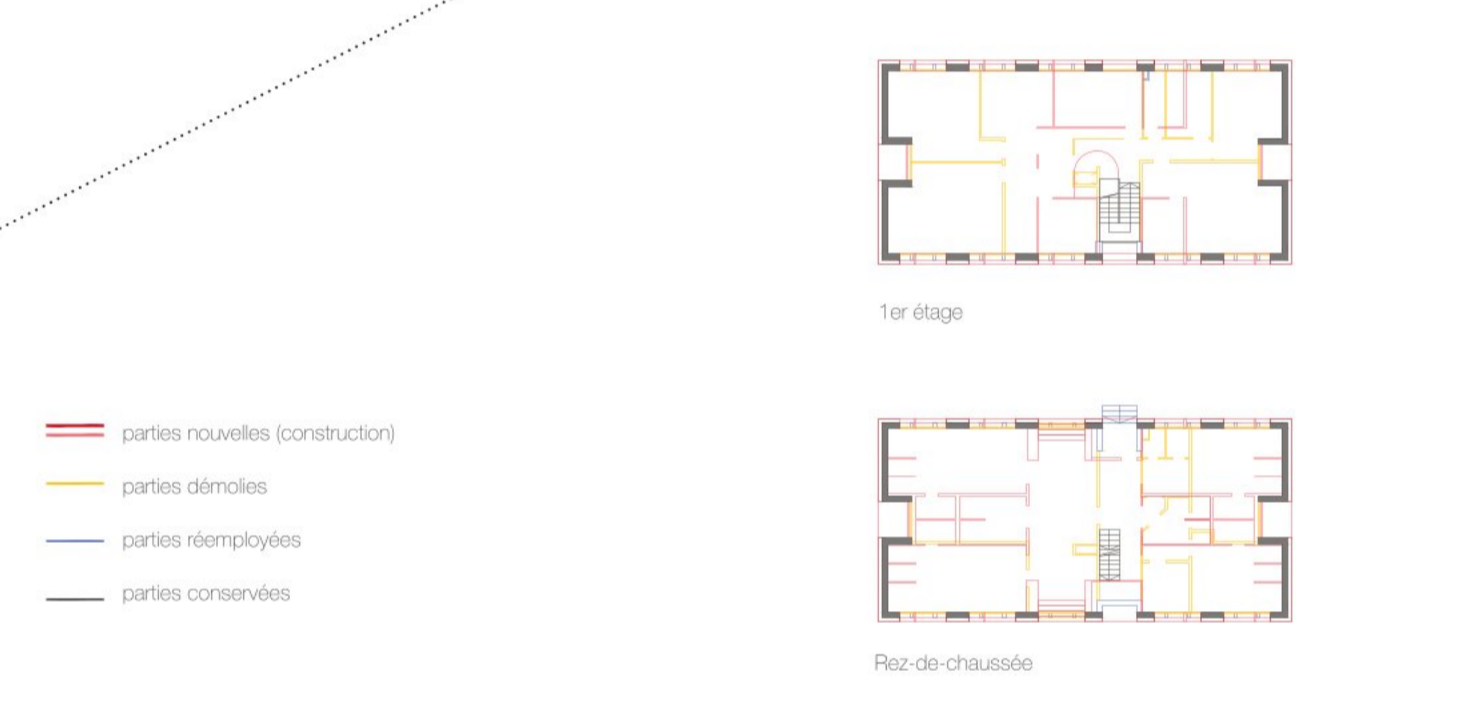 1er étage
parties nouvelles (construction)
parties démolies
parties réemployées
parties conservées
Rez-de-chaussée